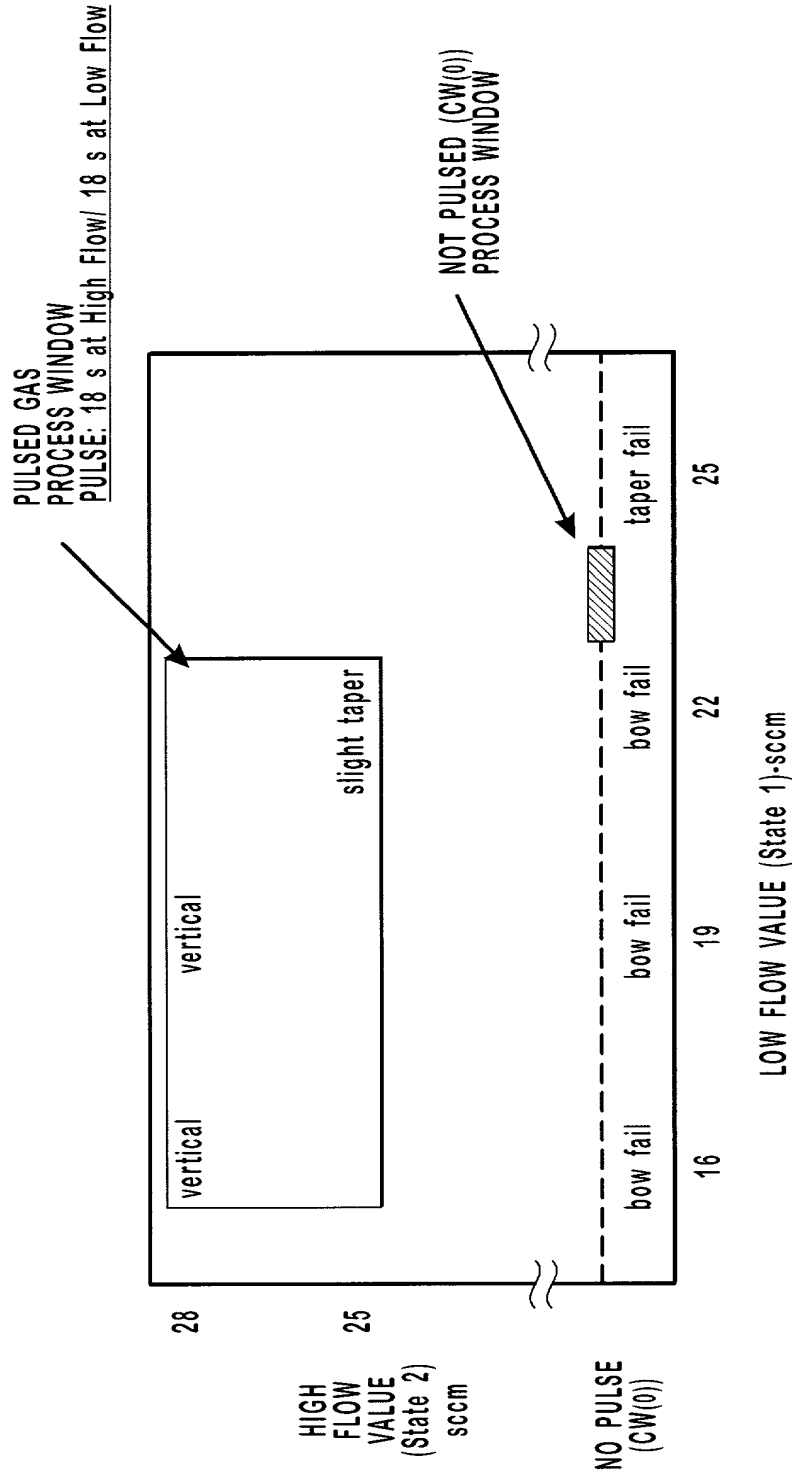 PULSED GAS
PROCESS WINDOW
PULSE: 18 s at High Flow/ 18 s at Low Flow
NOT PULSED (CW(0))
PROCESS WINDOW
HIGH
FLOW
VALUE
(State 2)
sccm
28
25
vertical
vertical
slight taper
NO PULSE
(CW(0))
bow fail
bow fail
bow fail
taper fail
16
19
22
25
LOW FLOW VALUE (State 1)-sccm